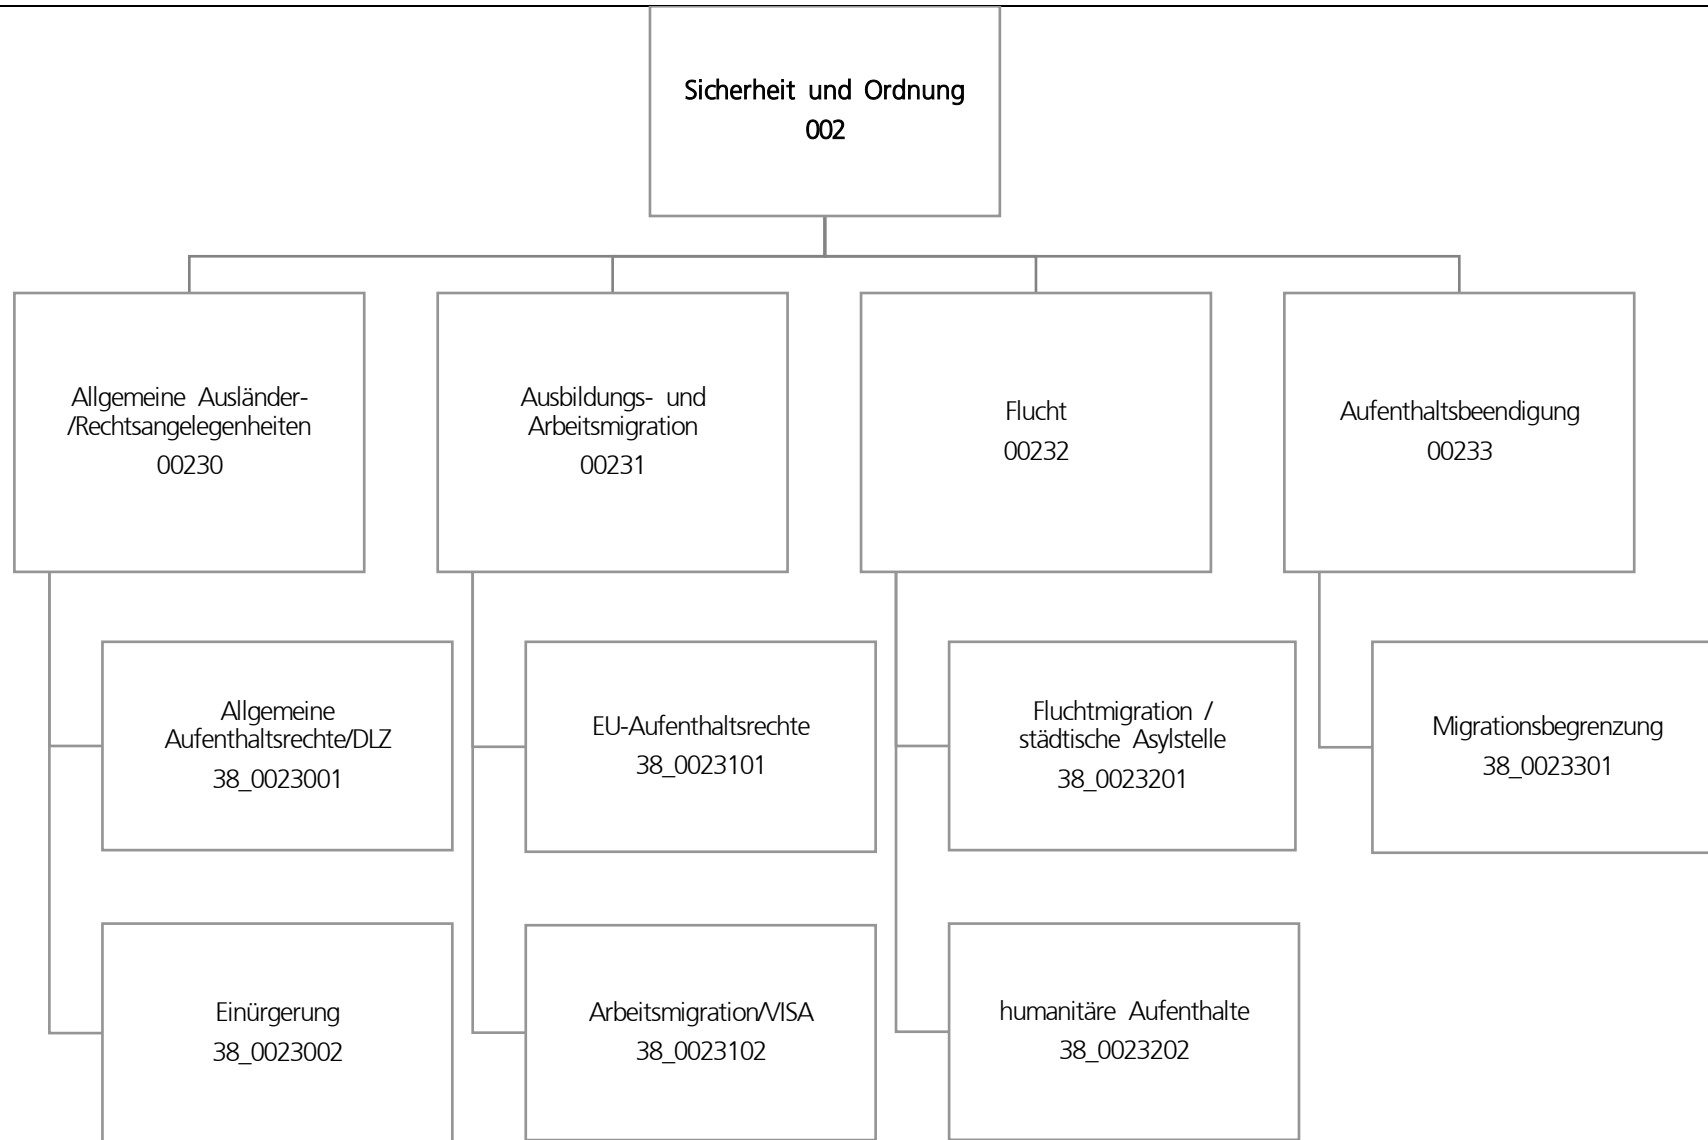 Sicherheit und Ordnung
002
Allgemeine Ausländer-
/Rechtsangelegenheiten
00230
Ausbildungs- und
Arbeitsmigration
00231
Flucht
00232
Aufenthaltsbeendigung
00233
Allgemeine
Aufenthaltsrechte/DLZ
38_0023001
EU-Aufenthaltsrechte
38_0023101
Fluchtmigration /
städtische Asylstelle
38_0023201
Migrationsbegrenzung
38_0023301
Einürgerung
38_0023002
Arbeitsmigration/VISA
38_0023102
humanitäre Aufenthalte
38_0023202